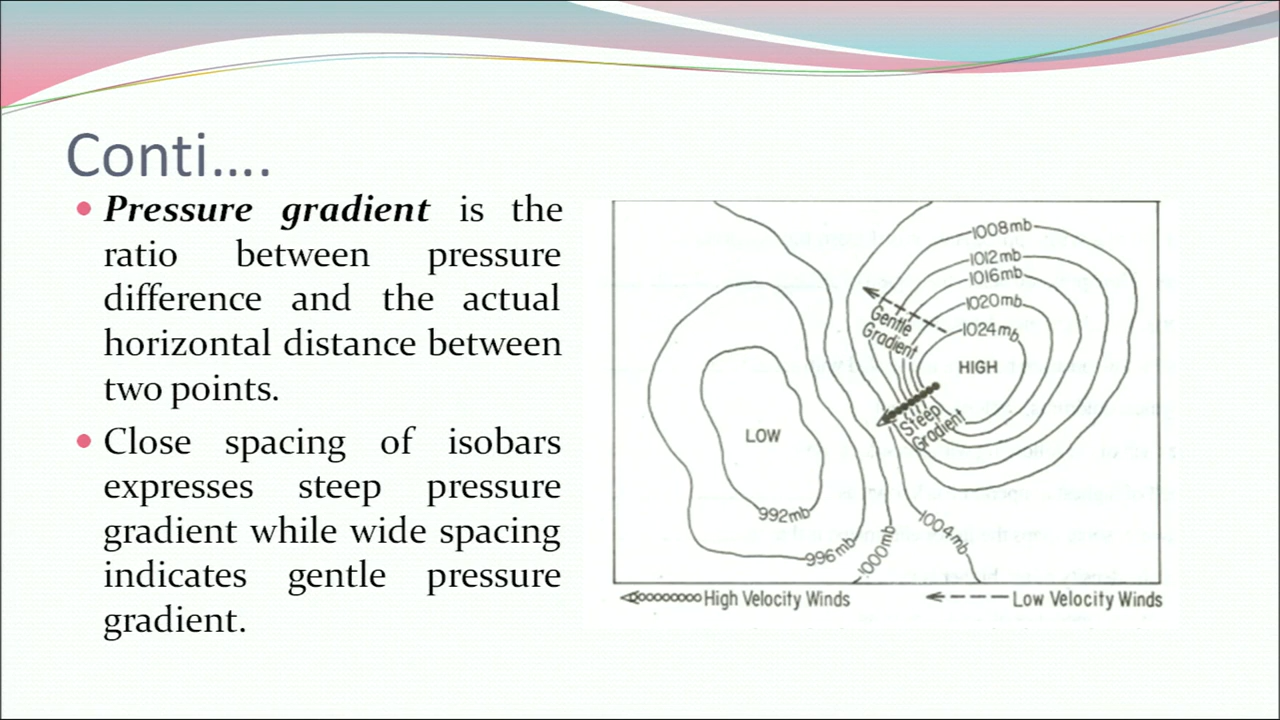 Conti....
Pressure gradient is the
ratio between pressure
difference and the actual
horizontal distance between
two points.
Close spacing of isobars
expresses steep pressure
gradient while wide spacing
indicates gentle pressure
gradient.
1008mb
1012mb
1016mb
1020mb
1024mb
Gentle
Gradient
HIGH
Steep
Gradient
LOW
992mb
996mb
1000mb
1004mb
High Velocity Winds
Low Velocity Winds